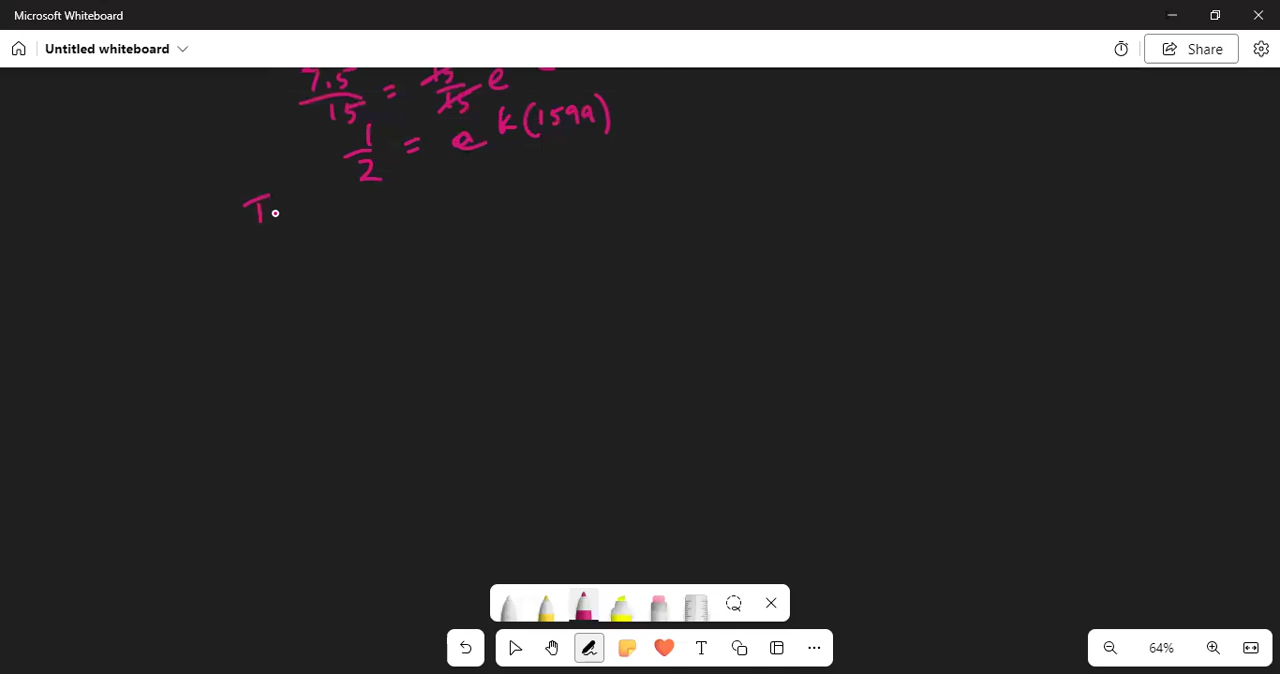 Microsoft Whiteboard
Untitled whiteboard
Share
7.5/15 = 15/15 e
1/2 = e^k(1599)
T
T
64%